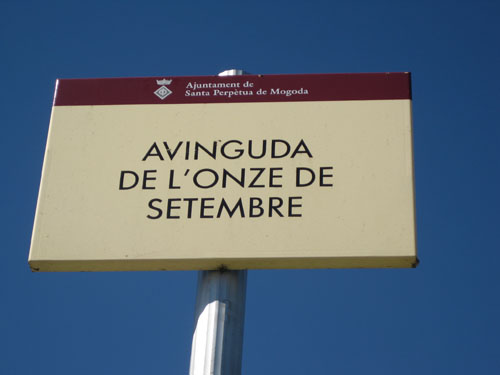 Ajuntament de
Santa Perpètua de Mogoda
AVINGUDA
DE L'ONZE DE
SETEMBRE